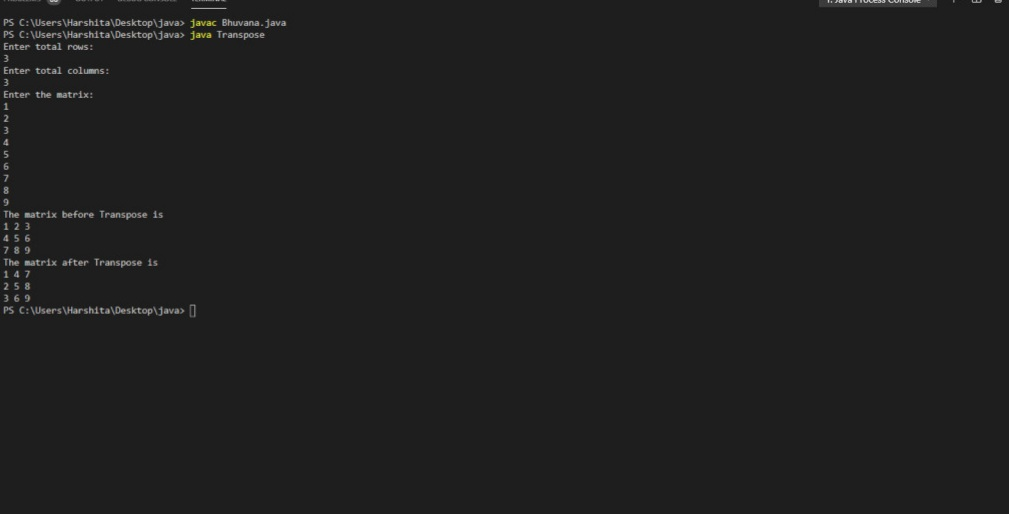 PS C:\Users\Harshita\Desktop\java> javac Bhuvana.java
PS C:\Users\Harshita\Desktop\java> java Transpose
Enter total rows:
3
Enter total columns:
3
Enter the matrix:
1
2
3
4
5
6
7
8
9
The matrix before Transpose is
1 2 3
4 5 6
7 8 9
The matrix after Transpose is
1 4 7
2 5 8
3 6 9
PS C:\Users\Harshita\Desktop\java>